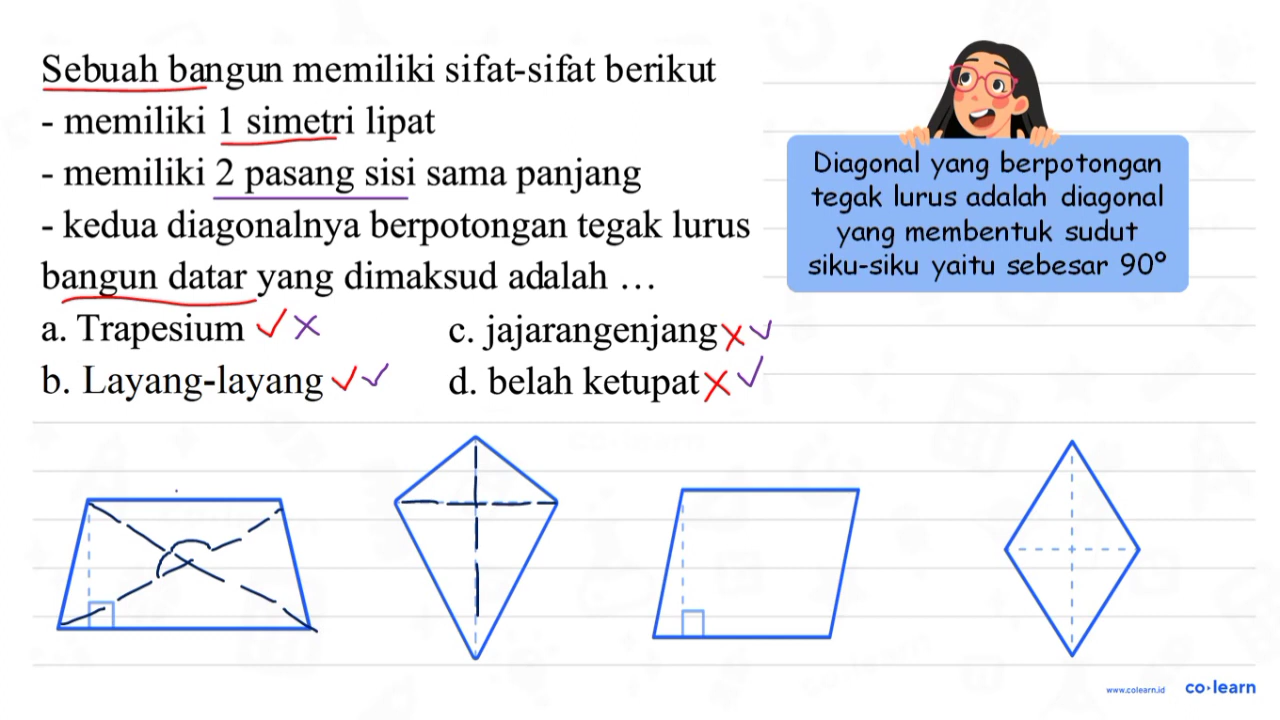 Sebuah bangun memiliki sifat-sifat berikut
- memiliki 1 simetri lipat
- memiliki 2 pasang sisi sama panjang
- kedua diagonalnya berpotongan tegak lurus
bangun datar yang dimaksud adalah ...
a. Trapesium
c. jajarangenjang
b. Layang-layang
d. belah ketupat
Diagonal yang berpotongan
tegak lurus adalah diagonal
yang membentuk sudut
siku-siku yaitu sebesar 90°
www.colearn.id
co·learn